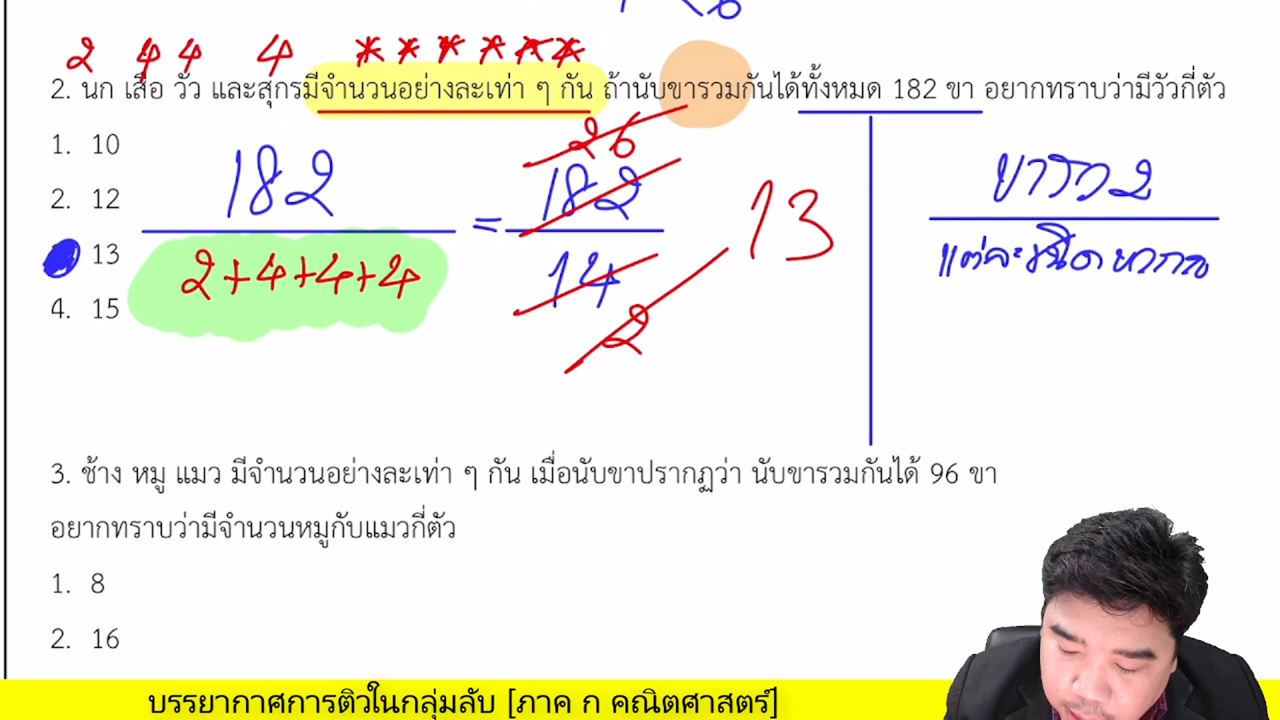 2 4 4 4 * * * * * *
2. นก เสือ วัว และสุกรมีจำนวนอย่างละเท่า ๆ กัน ถ้านับขารวมกันได้ทั้งหมด 182 ขา อยากทราบว่ามีวัวกี่ตัว
1. 10
2. 12
13
4. 15
182
2+4+4+4
=
26
182
14
2
13
ขารวม
แต่ละชนิด
3. ช้าง หมู แมว มีจำนวนอย่างละเท่า ๆ กัน เมื่อนับขาปรากฏว่า นับขารวมกันได้ 96 ขา
อยากทราบว่ามีจำนวนหมูกับแมวกี่ตัว
1. 8
2. 16
บรรยากาศการติวในกลุ่มลับ [ภาค ก คณิตศาสตร์]